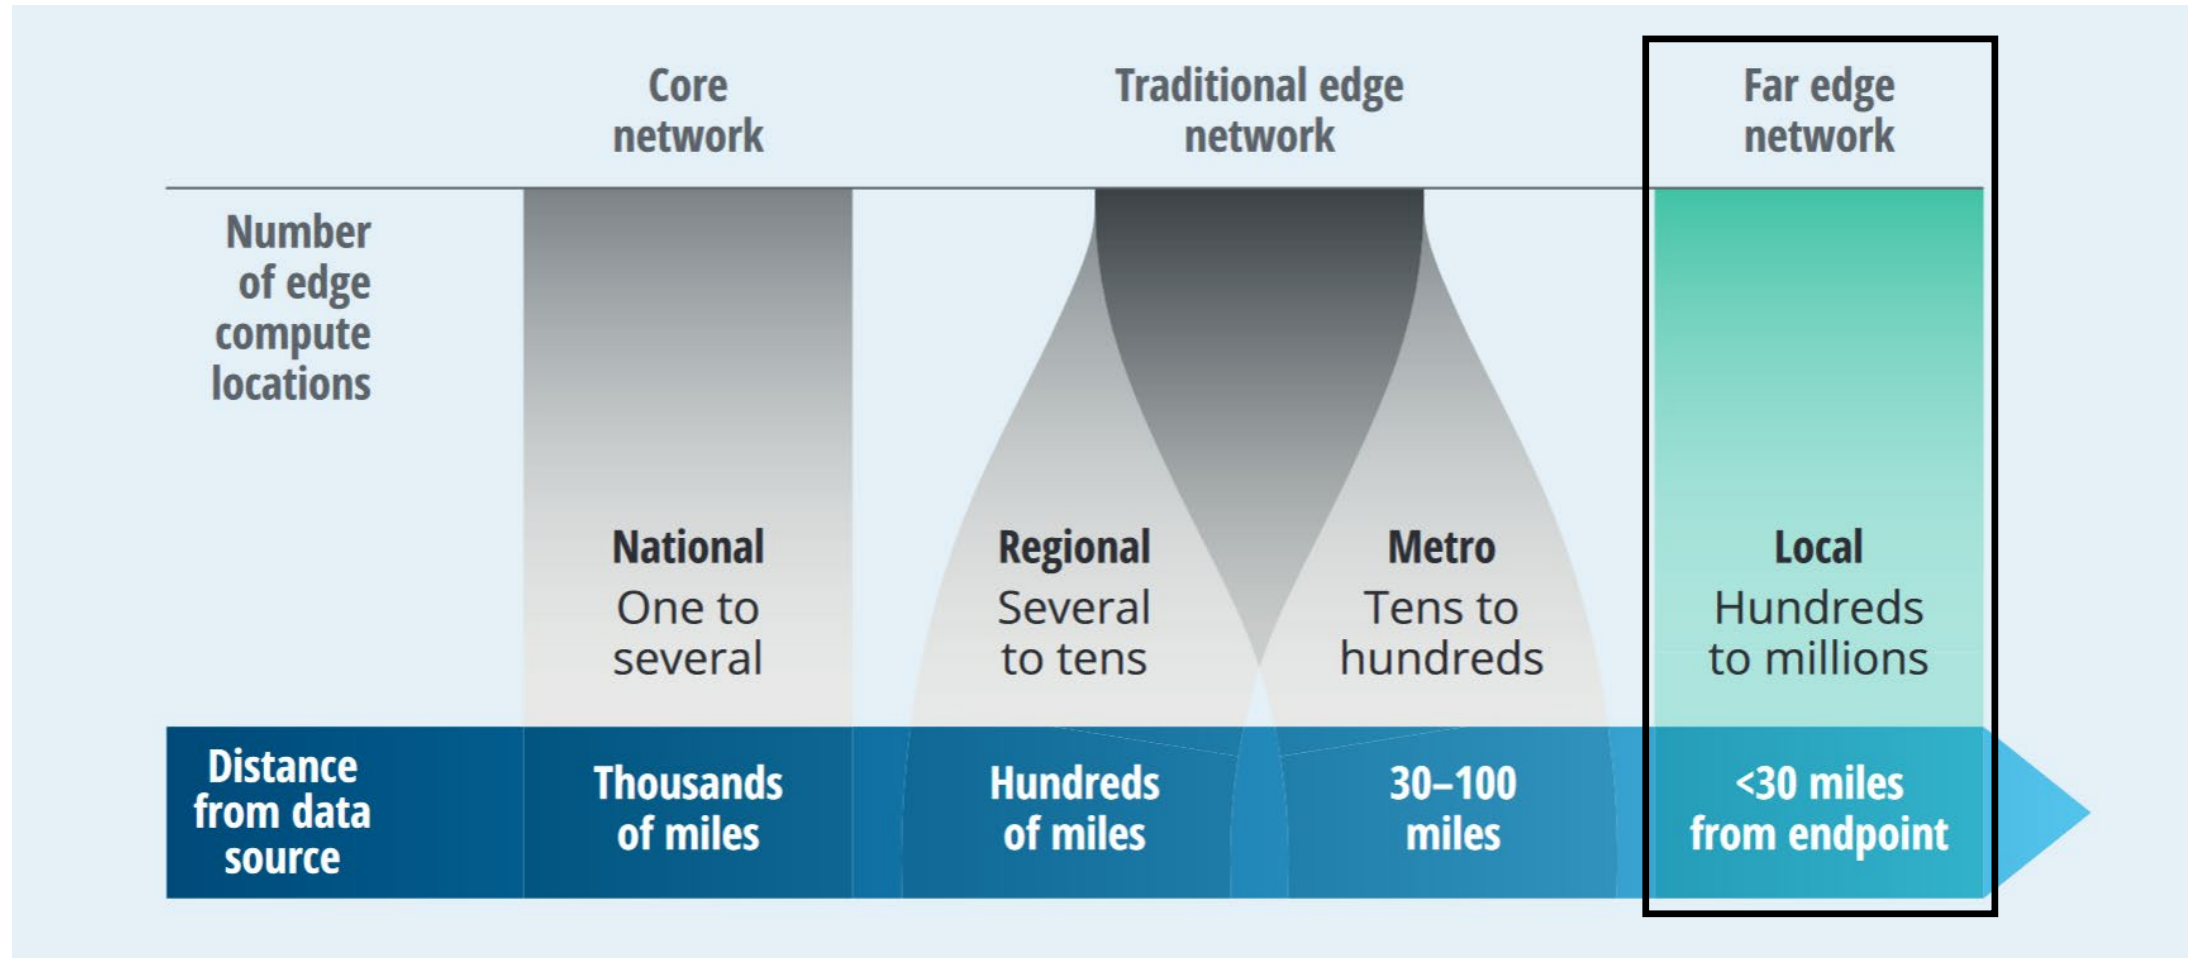 Core
network
Traditional edge
network
Far edge
network
Number
of edge
compute
locations
National
One to
several
Regional
Several
to tens
Metro
Tens to
hundreds
Local
Hundreds
to millions
Distance
from data
source
Thousands
of miles
Hundreds
of miles
30–100
miles
<30 miles
from endpoint